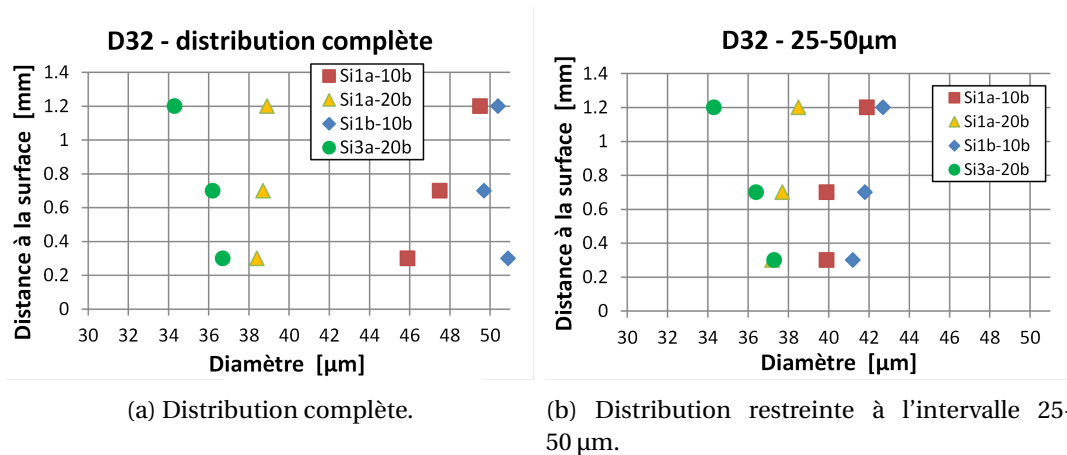 D32 - distribution complète
Si1a-10b
Si1a-20b
Si1b-10b
Si3a-20b
Distance à la surface [mm]
1.4
1.2
1
0.8
0.6
0.4
0.2
0
30 32 34 36 38 40 42 44 46 48 50
Diamètre [µm]
(a) Distribution complète.
D32 - 25-50µm
Si1a-10b
Si1a-20b
Si1b-10b
Si3a-20b
Distance à la surface [mm]
1.4
1.2
1
0.8
0.6
0.4
0.2
0
30 32 34 36 38 40 42 44 46 48 50
Diamètre [µm]
(b) Distribution restreinte à l'intervalle 25-
50 µm.